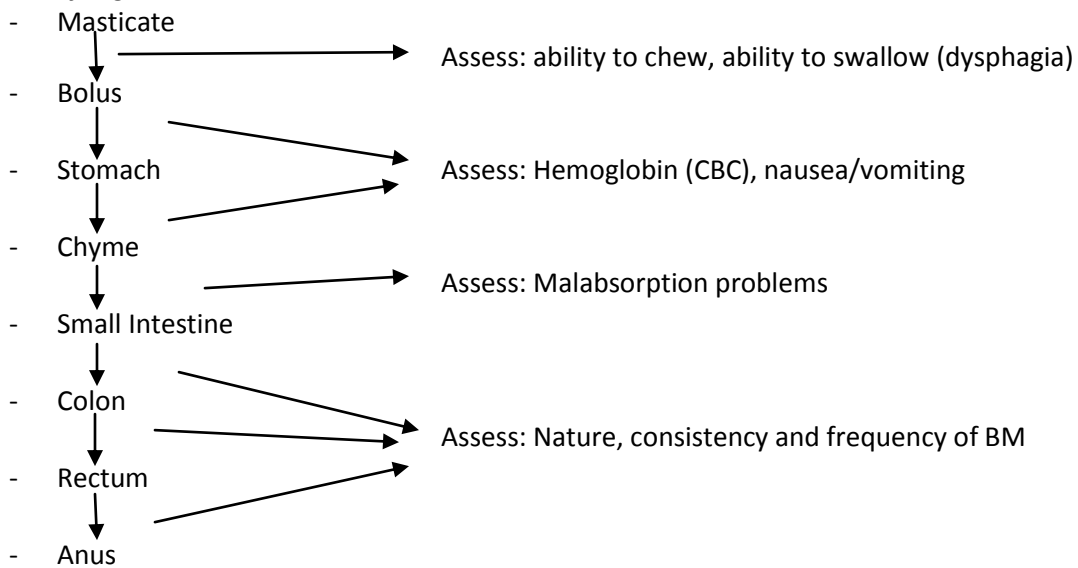 - Masticate
Assess: ability to chew, ability to swallow (dysphagia)
- Bolus
- Stomach
Assess: Hemoglobin (CBC), nausea/vomiting
- Chyme
Assess: Malabsorption problems
- Small Intestine
- Colon
Assess: Nature, consistency and frequency of BM
- Rectum
- Anus